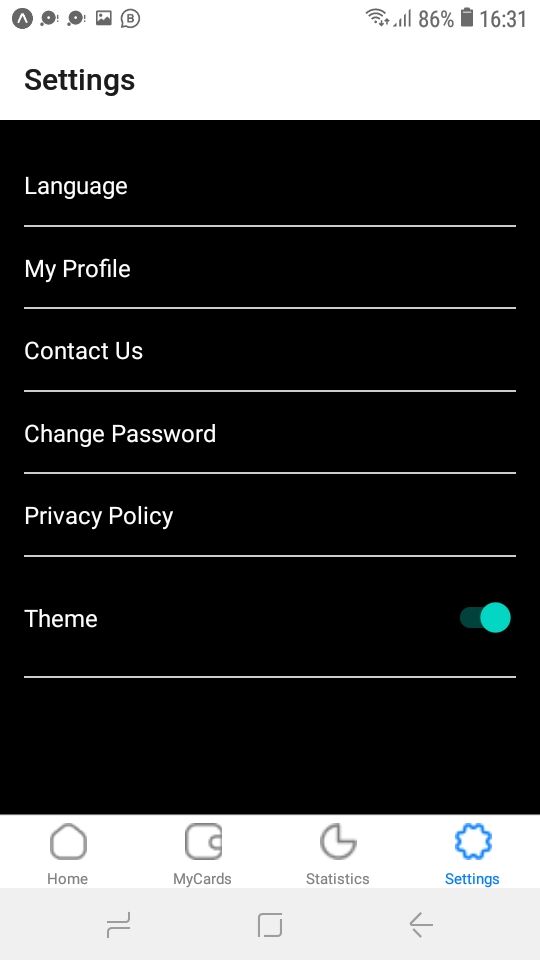 86% 16:31
Settings
Language
My Profile
Contact Us
Change Password
Privacy Policy
Theme
Home MyCards Statistics Settings